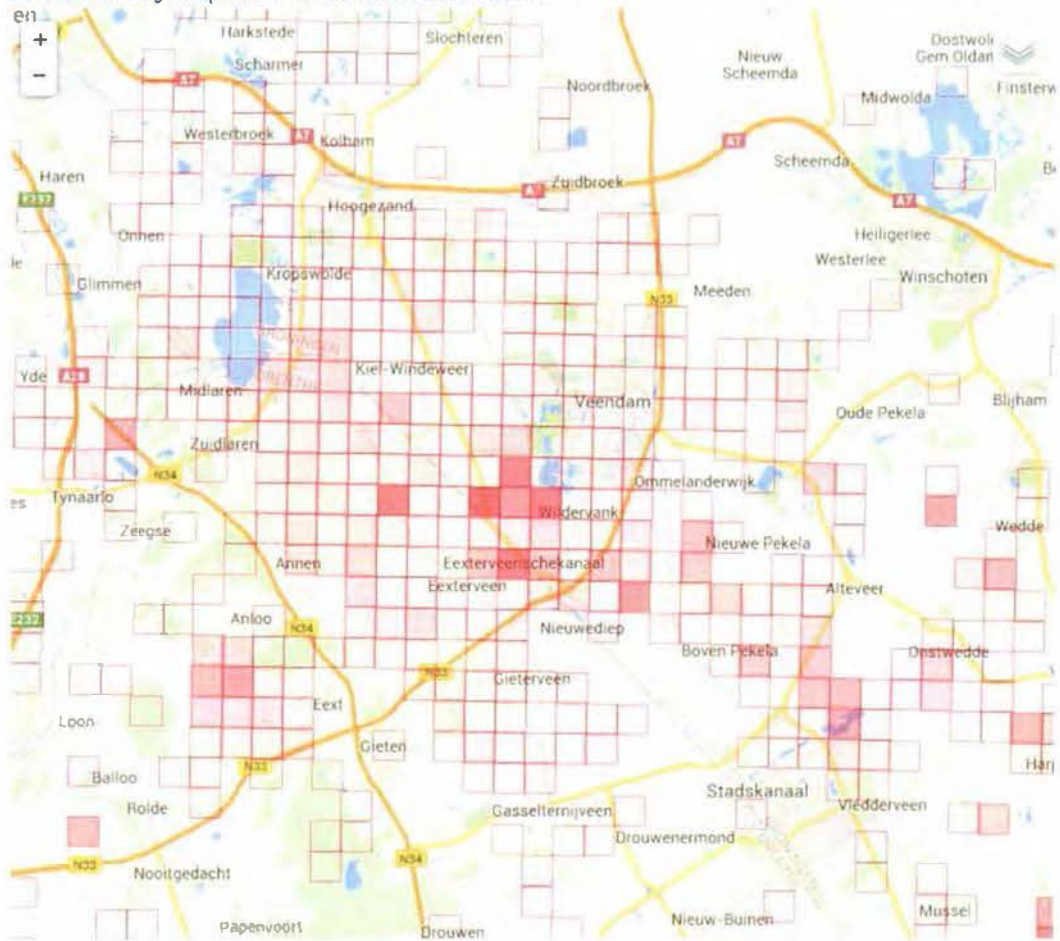 en
+
−
Harkstede
Slochteren
Scharmer
Nieuw
Scheemda
Gem Oldam
Noordbroek
Midwolda
A7
Westerbroek
A7
Kolham
A7
Scheemda
Haren
A7
Zuidbroek
A7
Hoogezand
Onnen
Heiligerlee
Westerlee
Kropswolde
Winschoten
Glimmen
N33
Meeden
GRONINGEN
DRENTHE
Yde
A28
Kiel-Windeweer
Midlaren
Veendam
Oude Pekela
Blijham
Zuidlaren
N34
Ommelanderwijk
Tynaarlo
Wildervank
Zeegse
Wedde
Nieuwe Pekela
Annen
Eexterveenschekanaal
Eexterveen
Alteveer
E232
Anloo
N34
Nieuwediep
Boven Pekela
Onstwedde
N33
Gieterveen
Eext
Loon
Gieten
N33
Balloo
Stadskanaal
Rolde
Gasselternijveen
Vledderveen
Drouwenermond
N33
N34
Nooitgedacht
Mussel
Nieuw-Buinen
Papenvoort
Drouwen